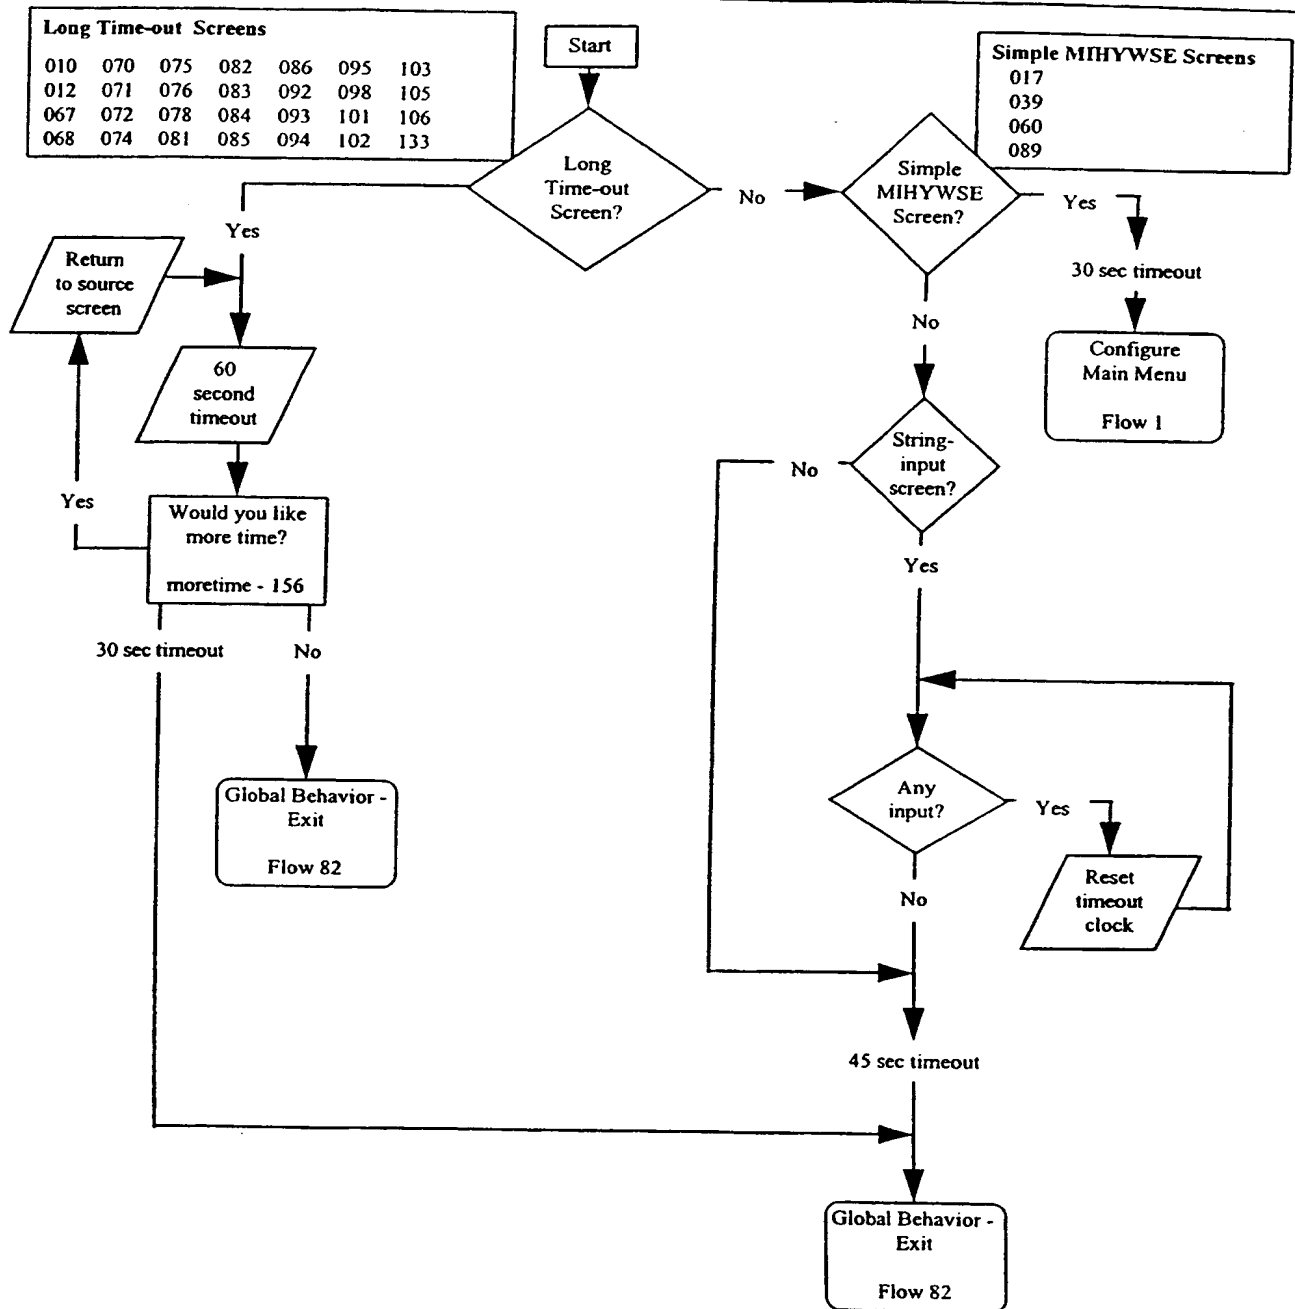 Long Time-out Screens
010 070 075 082 086 095 103
012 071 076 083 092 098 105
067 072 078 084 093 101 106
068 074 081 085 094 102 133
Start
Simple MIHYWSE Screens
017
039
060
089
Long
Time-out
Screen?
No
Simple
MIHYWSE
Screen?
Yes
Yes
Return
to source
screen
30 sec timeout
No
Configure
Main Menu
Flow 1
60
second
timeout
String-
input
screen?
No
Yes
Would you like
more time?
moretime - 156
Yes
30 sec timeout
No
Global Behavior -
Exit
Flow 82
Any
input?
Yes
Reset
timeout
clock
No
45 sec timeout
Global Behavior -
Exit
Flow 82